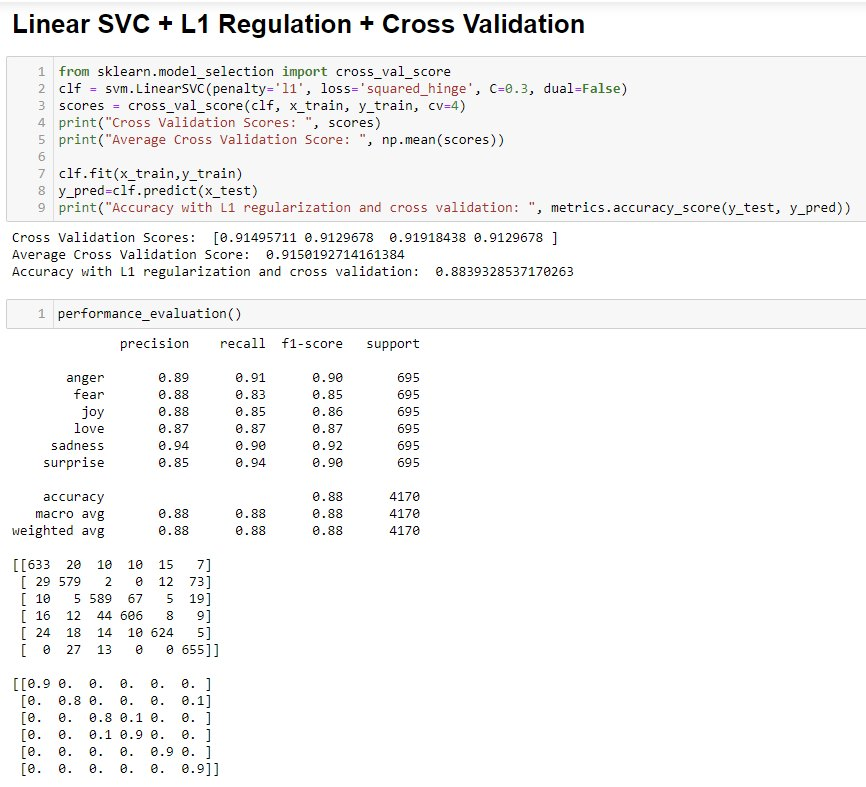 Linear SVC + L1 Regulation + Cross Validation
1 from sklearn.model_selection import cross_val_score
2 clf = svm.LinearSVC(penalty='l1', loss='squared_hinge', C=0.3, dual=False)
3 scores = cross_val_score(clf, x_train, y_train, cv=4)
4 print("Cross Validation Scores: ", scores)
5 print("Average Cross Validation Score: ", np.mean(scores))
6
7 clf.fit(x_train,y_train)
8 y_pred=clf.predict(x_test)
9 print("Accuracy with L1 regularization and cross validation: ", metrics.accuracy_score(y_test, y_pred))
Cross Validation Scores:  [0.91495711 0.9129678  0.91918438 0.9129678 ]
Average Cross Validation Score:  0.9150192714161384
Accuracy with L1 regularization and cross validation:  0.8839328537170263
1 performance_evaluation()
precision recall f1-score support
anger 0.89 0.91 0.90 695
fear 0.88 0.83 0.85 695
joy 0.88 0.85 0.86 695
love 0.87 0.87 0.87 695
sadness 0.94 0.90 0.92 695
surprise 0.85 0.94 0.90 695
accuracy 0.88 4170
macro avg 0.88 0.88 0.88 4170
weighted avg 0.88 0.88 0.88 4170
[[633  20  10  10  15   7]
[ 29 579   2   0  12  73]
[ 10   5 589  67   5  19]
[ 16  12  44 606   8   9]
[ 24  18  14  10 624   5]
[  0  27  13   0   0 655]]
[[0.9 0.  0.  0.  0.  0. ]
[0.  0.8 0.  0.  0.  0.1]
[0.  0.  0.8 0.1 0.  0. ]
[0.  0.  0.1 0.9 0.  0. ]
[0.  0.  0.  0.  0.9 0. ]
[0.  0.  0.  0.  0.  0.9]]